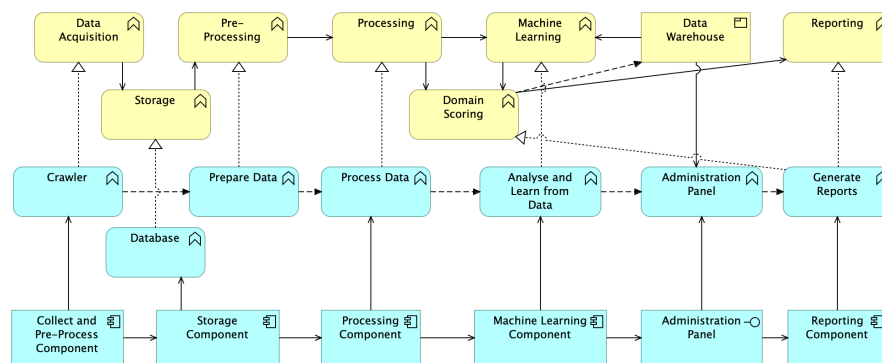 Data
Acquisition
Pre-
Processing
Processing
Machine
Learning
Data
Warehouse
Reporting
Storage
Domain
Scoring
Crawler
Prepare Data
Process Data
Analyse and
Learn from
Data
Administration
Panel
Generate
Reports
Database
Collect and
Pre-Process
Component
Storage
Component
Processing
Component
Machine Learning
Component
Administration
Panel
Reporting
Component